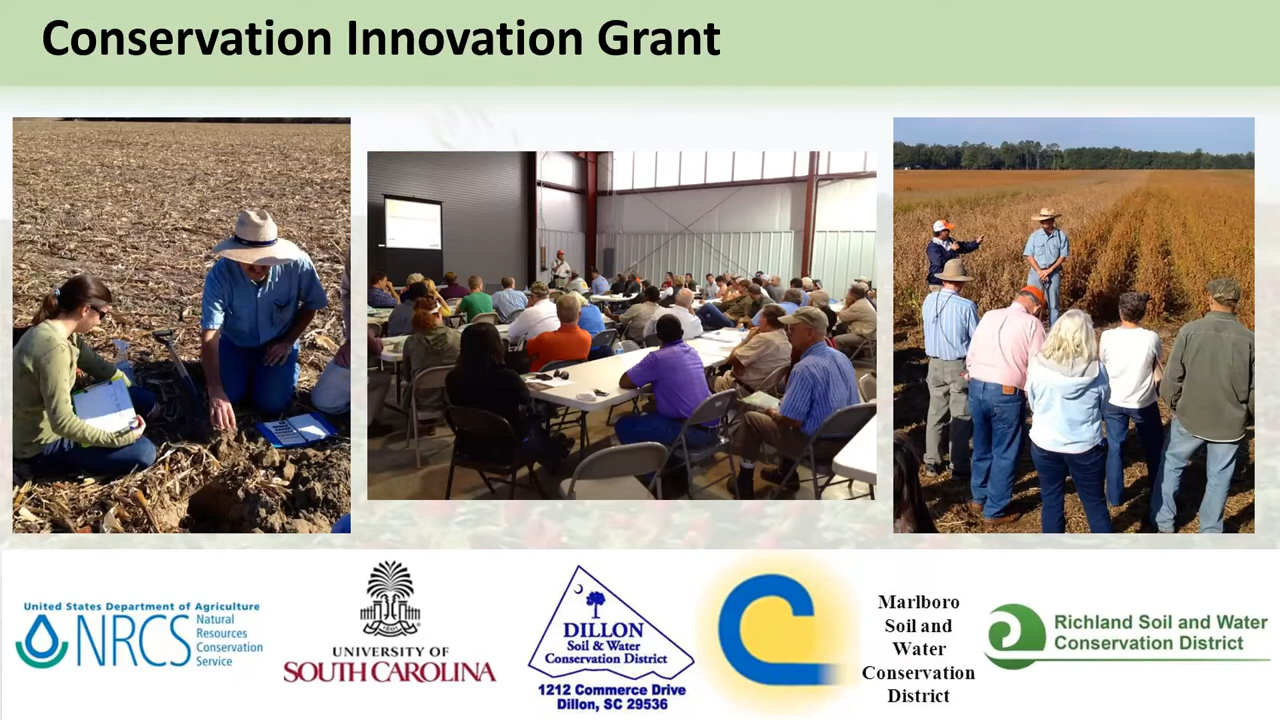 Conservation Innovation Grant
United States Department of Agriculture
NRCS
Natural
Resources
Conservation
Service
UNIVERSITY OF
SOUTH CAROLINA
DILLON
Soil & Water
Conservation District
1212 Commerce Drive
Dillon, SC 29536
Marlboro
Soil and
Water
Conservation
District
Richland Soil and Water
Conservation District